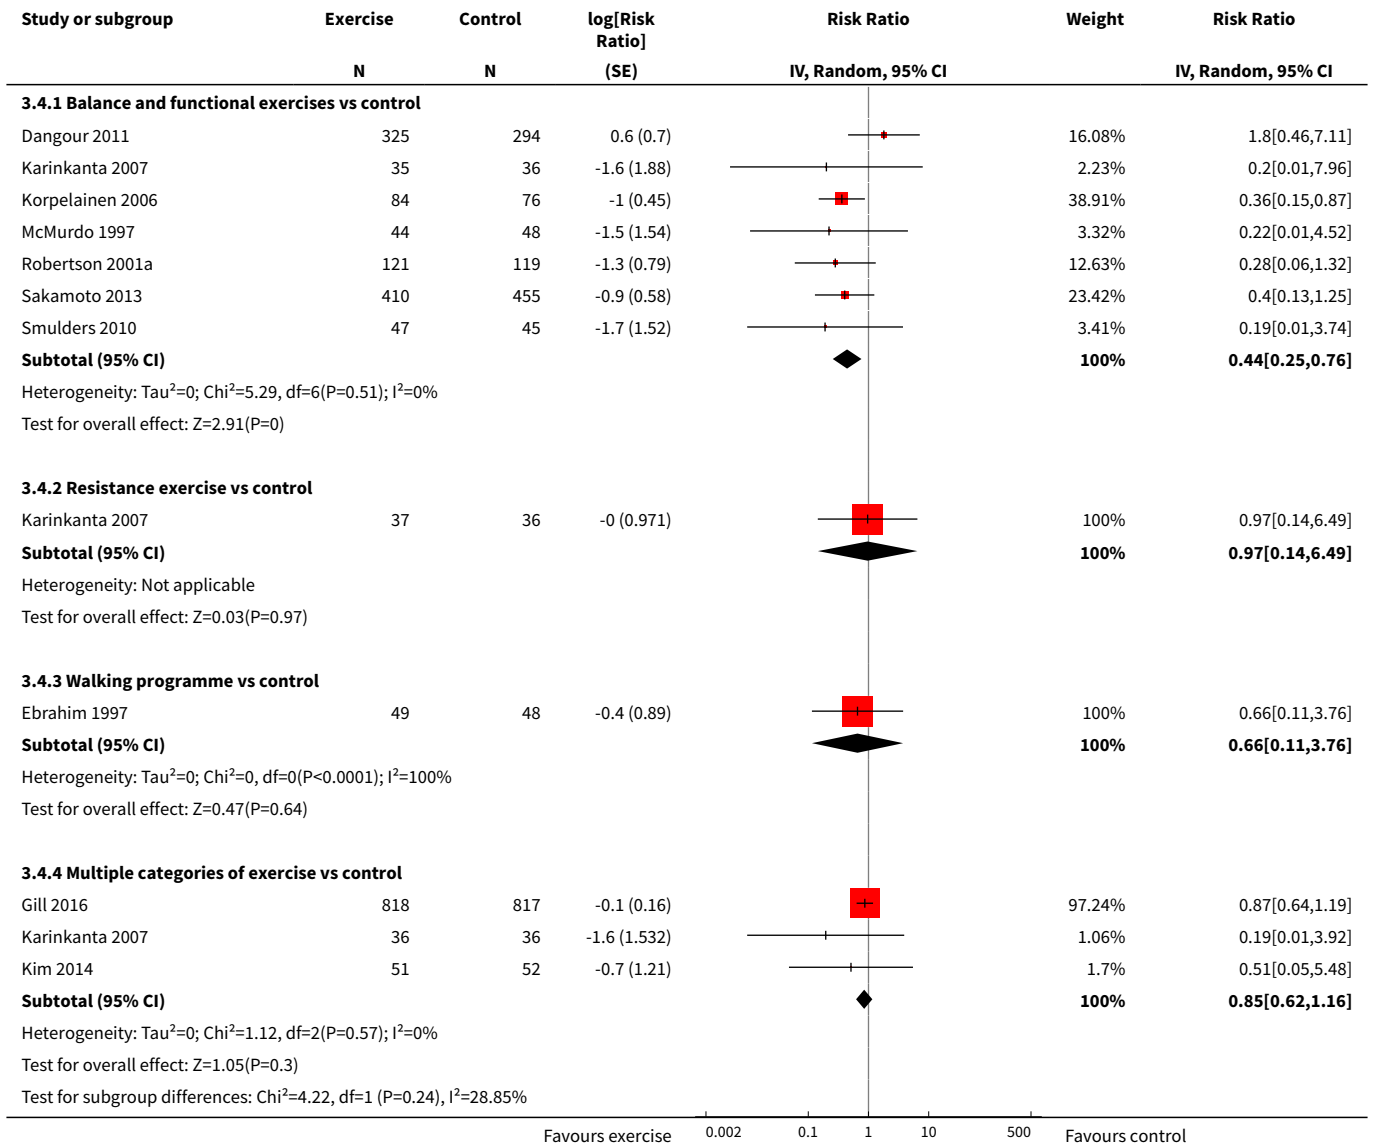 Study or subgroup Exercise Control log[Risk Ratio] Risk Ratio Weight Risk Ratio
N N (SE) IV, Random, 95% CI IV, Random, 95% CI
3.4.1 Balance and functional exercises vs control
Dangour 2011 325 294 0.6 (0.7) 16.08% 1.8[0.46,7.11]
Karinkanta 2007 35 36 -1.6 (1.88) 2.23% 0.2[0.01,7.96]
Korpelainen 2006 84 76 -1 (0.45) 38.91% 0.36[0.15,0.87]
McMurdo 1997 44 48 -1.5 (1.54) 3.32% 0.22[0.01,4.52]
Robertson 2001a 121 119 -1.3 (0.79) 12.63% 0.28[0.06,1.32]
Sakamoto 2013 410 455 -0.9 (0.58) 23.42% 0.4[0.13,1.25]
Smulders 2010 47 45 -1.7 (1.52) 3.41% 0.19[0.01,3.74]
Subtotal (95% CI) 100% 0.44[0.25,0.76]
Heterogeneity: Tau²=0; Chi²=5.29, df=6(P=0.51); I²=0%
Test for overall effect: Z=2.91(P=0)
3.4.2 Resistance exercise vs control
Karinkanta 2007 37 36 -0 (0.971) 100% 0.97[0.14,6.49]
Subtotal (95% CI) 100% 0.97[0.14,6.49]
Heterogeneity: Not applicable
Test for overall effect: Z=0.03(P=0.97)
3.4.3 Walking programme vs control
Ebrahim 1997 49 48 -0.4 (0.89) 100% 0.66[0.11,3.76]
Subtotal (95% CI) 100% 0.66[0.11,3.76]
Heterogeneity: Tau²=0; Chi²=0, df=0(P<0.0001); I²=100%
Test for overall effect: Z=0.47(P=0.64)
3.4.4 Multiple categories of exercise vs control
Gill 2016 818 817 -0.1 (0.16) 97.24% 0.87[0.64,1.19]
Karinkanta 2007 36 36 -1.6 (1.532) 1.06% 0.19[0.01,3.92]
Kim 2014 51 52 -0.7 (1.21) 1.7% 0.51[0.05,5.48]
Subtotal (95% CI) 100% 0.85[0.62,1.16]
Heterogeneity: Tau²=0; Chi²=1.12, df=2(P=0.57); I²=0%
Test for overall effect: Z=1.05(P=0.3)
Test for subgroup differences: Chi²=4.22, df=1 (P=0.24), I²=28.85%
Favours exercise 0.002 0.1 1 10 500 Favours control